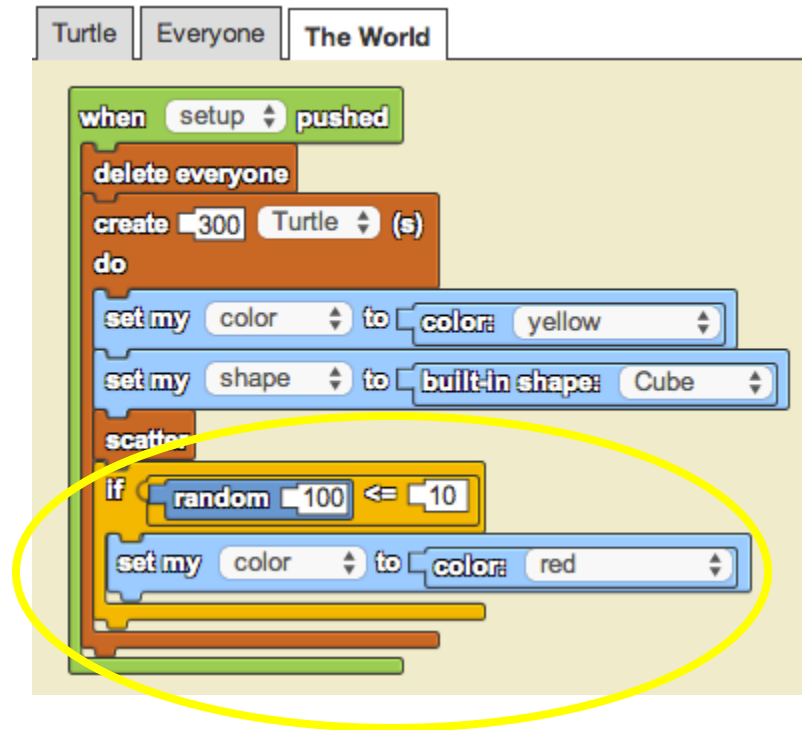 Turtle Everyone The World
when setup pushed
delete everyone
create 300 Turtle (s)
do
set my color to color: yellow
set my shape to built-in shape: Cube
scatter
if random 100 <= 10
set my color to color: red